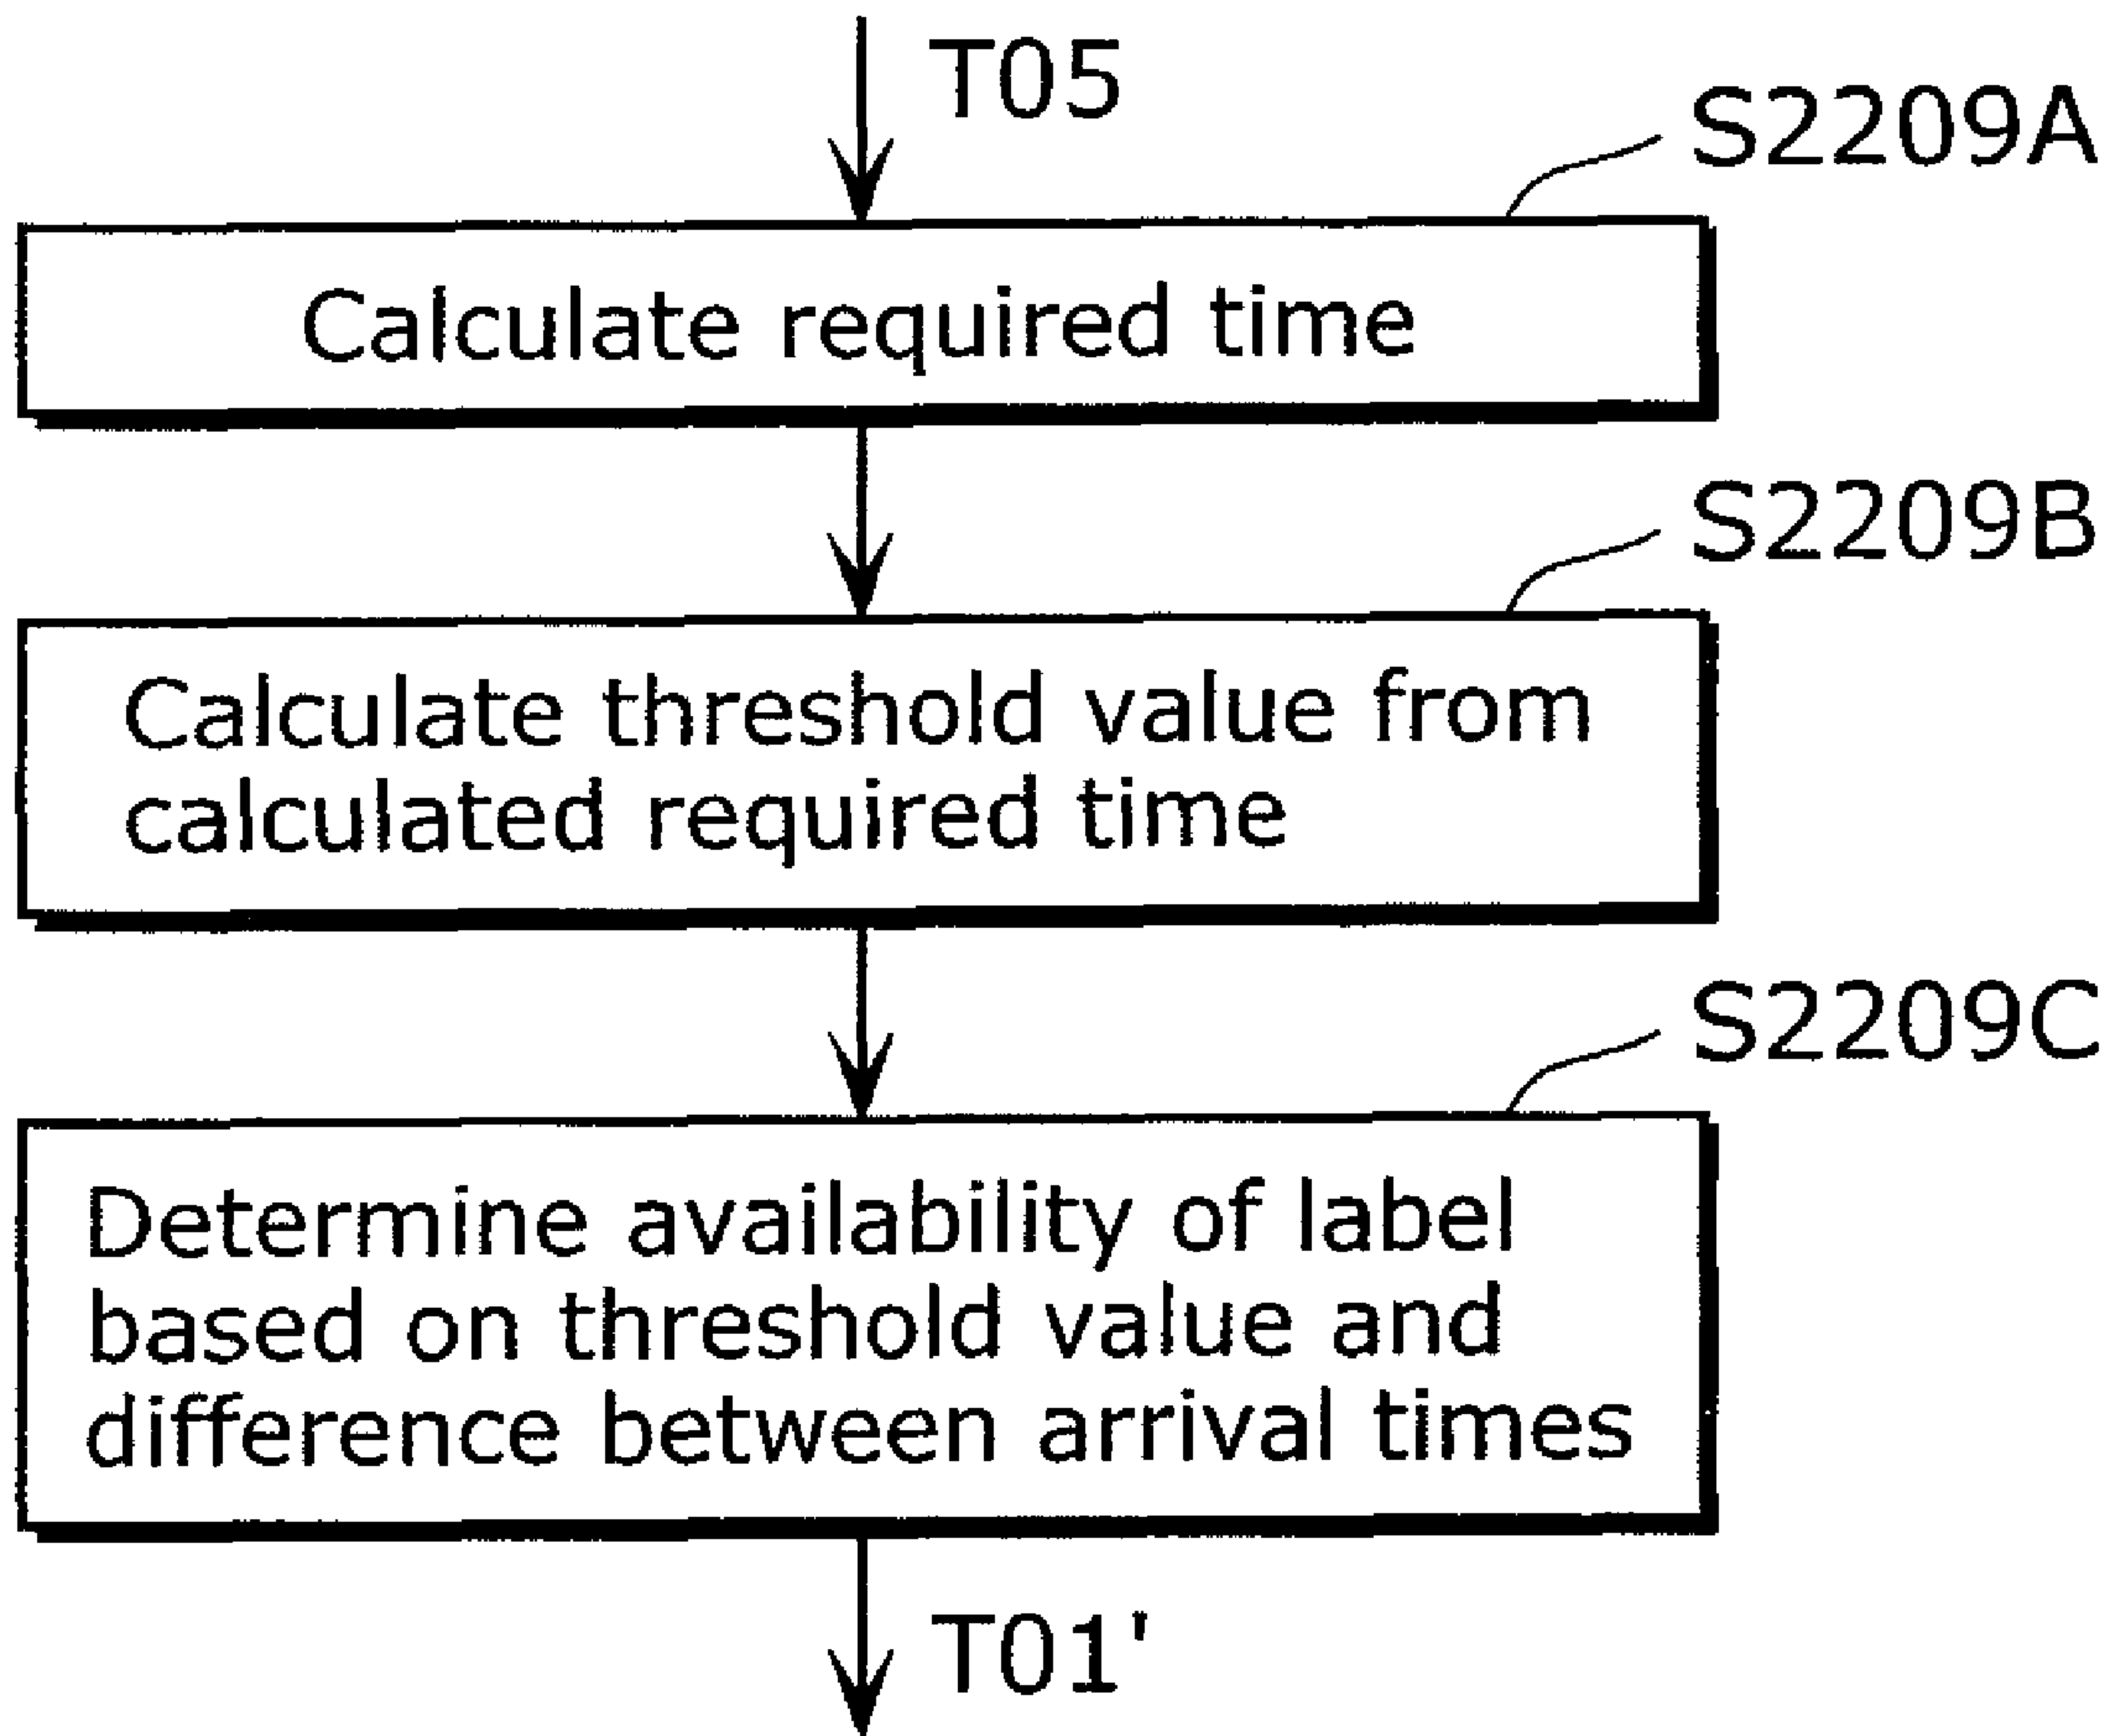 T05
S2209A
Calculate required time
S2209B
Calculate threshold value from
calculated required time
S2209C
Determine availability of label
based on threshold value and
difference between arrival times
T01'